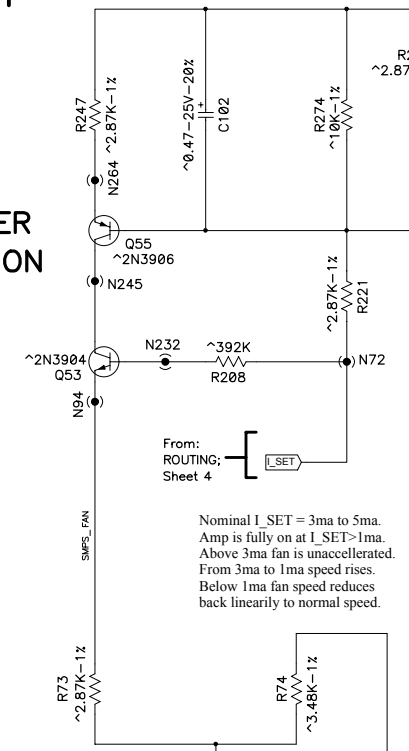 R247
^2.87K-1%
^0.47-25V-20%
+
C102
R274
^10K-1%
^2.87
N264
ER
ON
Q55
^2N3906
N245
^2.87K-1%
R221
^2N3904
Q53
N232
^392K
R208
N72
N94
From:
ROUTING;
Sheet 4
I_SET
SMPS_FAN
Nominal I_SET = 3ma to 5ma.
Amp is fully on at I_SET>1ma.
Above 3ma fan is unaccellerated.
From 3ma to 1ma speed rises.
Below 1ma fan speed reduces
back linearily to normal speed.
R73
^2.87K-1%
R74
^3.48K-1%